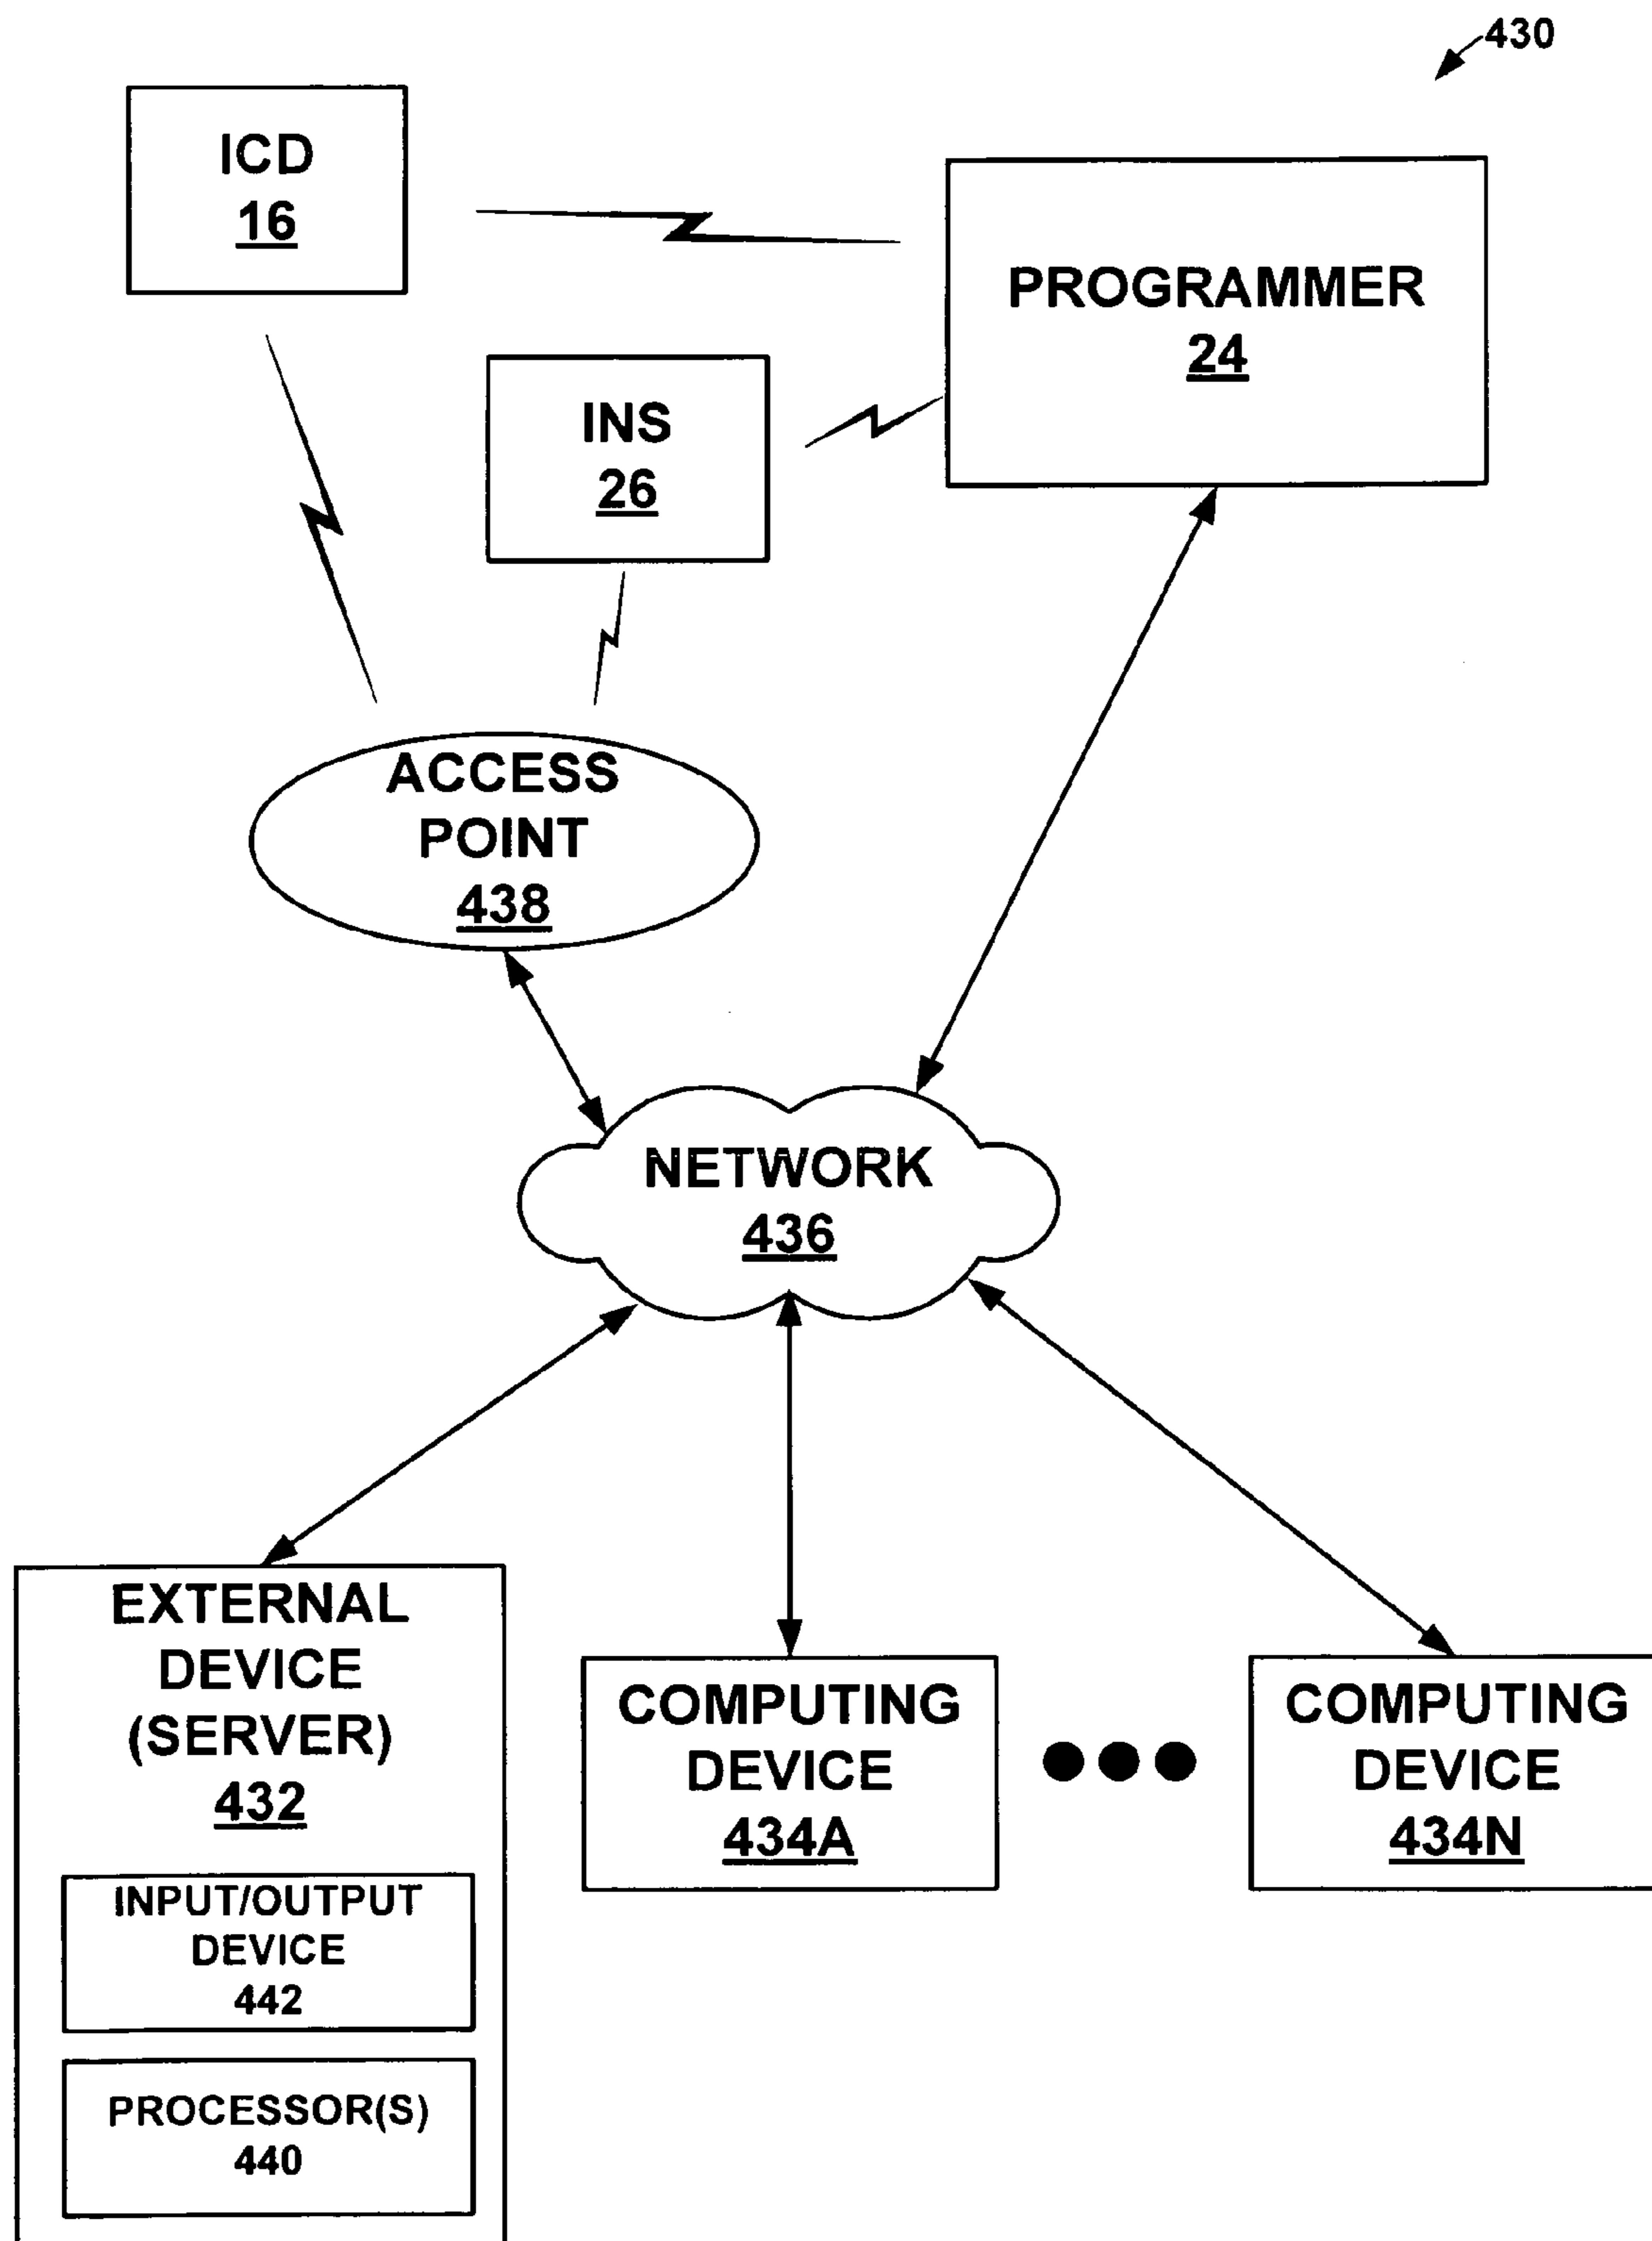 430
ICD
16
PROGRAMMER
24
INS
26
ACCESS
POINT
438
NETWORK
436
EXTERNAL
DEVICE
(SERVER)
432
INPUT/OUTPUT
DEVICE
442
PROCESSOR(S)
440
COMPUTING
DEVICE
434A
COMPUTING
DEVICE
434N